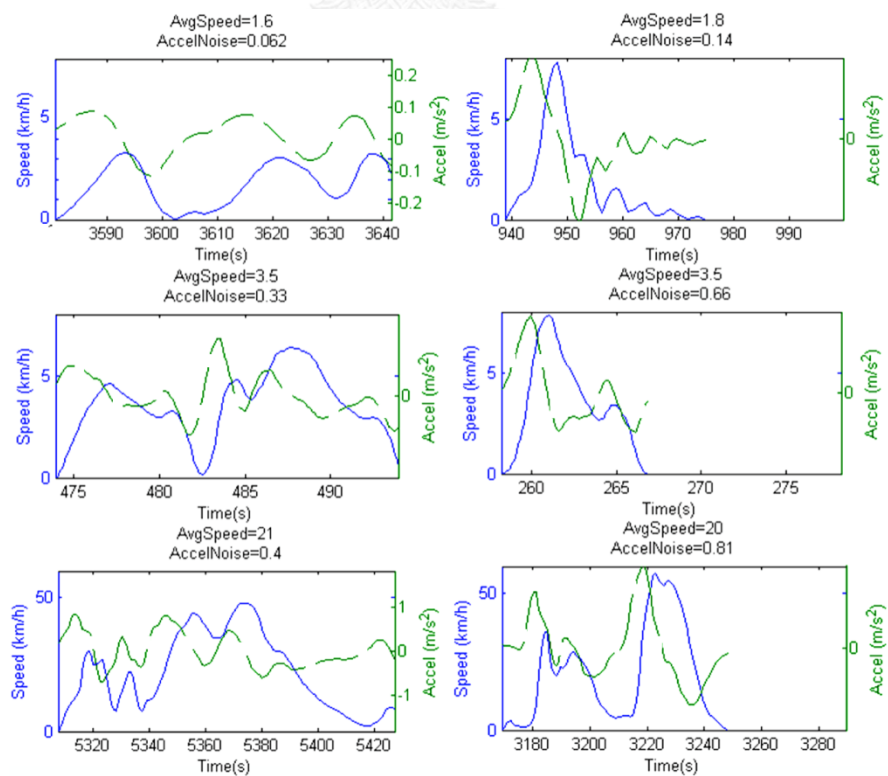 AvgSpeed=1.6
AccelNoise=0.062
Speed (km/h)
5
0
0.2
0.1
0
-0.1
-0.2
Accel (m/s²)
3590 3600 3610 3620 3630 3640
Time(s)
AvgSpeed=1.8
AccelNoise=0.14
Speed (km/h)
5
0
0
Accel (m/s²)
940 950 960 970 980 990
Time(s)
AvgSpeed=3.5
AccelNoise=0.33
Speed (km/h)
5
0
0
Accel (m/s²)
475 480 485 490
Time(s)
AvgSpeed=3.5
AccelNoise=0.66
Speed (km/h)
5
0
0
Accel (m/s²)
260 265 270 275
Time(s)
AvgSpeed=21
AccelNoise=0.4
Speed (km/h)
50
0
1
0
-1
Accel (m/s²)
5320 5340 5360 5380 5400 5420
Time(s)
AvgSpeed=20
AccelNoise=0.81
Speed (km/h)
50
0
0
Accel (m/s²)
3180 3200 3220 3240 3260 3280
Time(s)